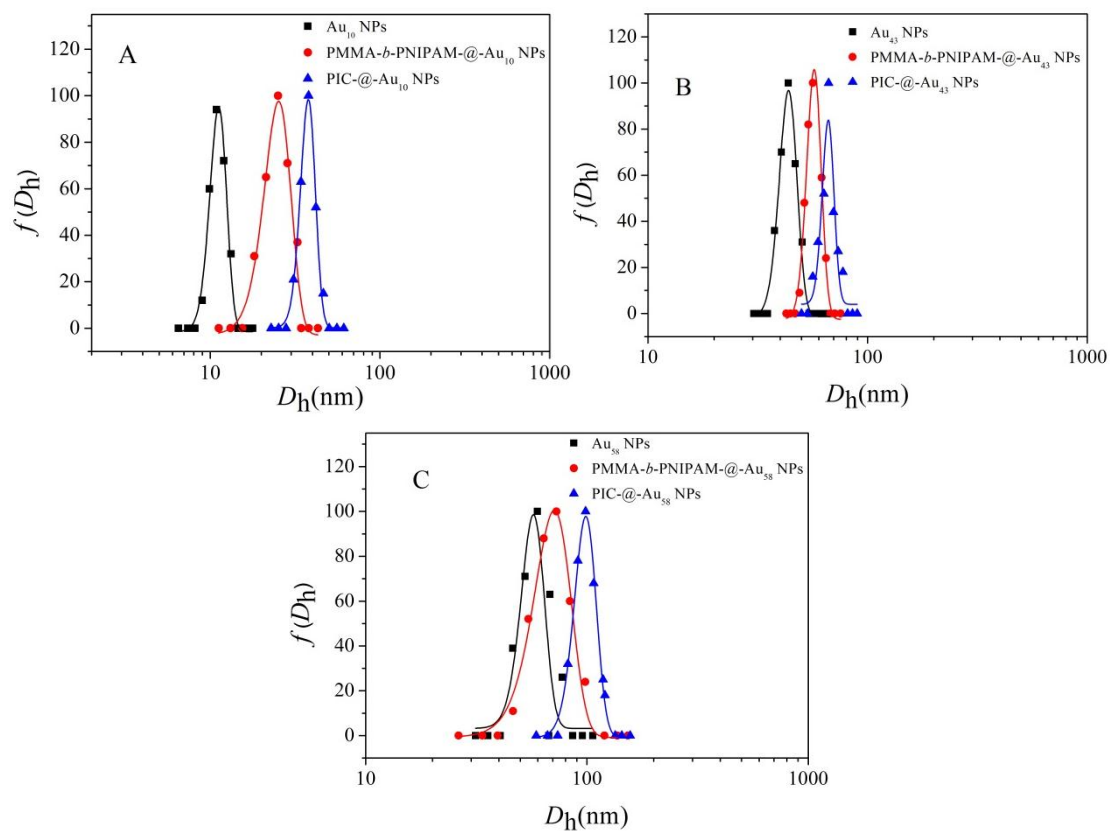 A
Au₁₀ NPs
PMMA-b-PNIPAM-@-Au₁₀ NPs
PIC-@-Au₁₀ NPs
120
100
80
60
40
20
0
f (Dh)
10
100
1000
Dh(nm)
B
Au₄₃ NPs
PMMA-b-PNIPAM-@-Au₄₃ NPs
PIC-@-Au₄₃ NPs
120
100
80
60
40
20
0
f (Dh)
10
100
1000
Dh(nm)
C
Au₅₈ NPs
PMMA-b-PNIPAM-@-Au₅₈ NPs
PIC-@-Au₅₈ NPs
120
100
80
60
40
20
0
f (Dh)
10
100
1000
Dh(nm)